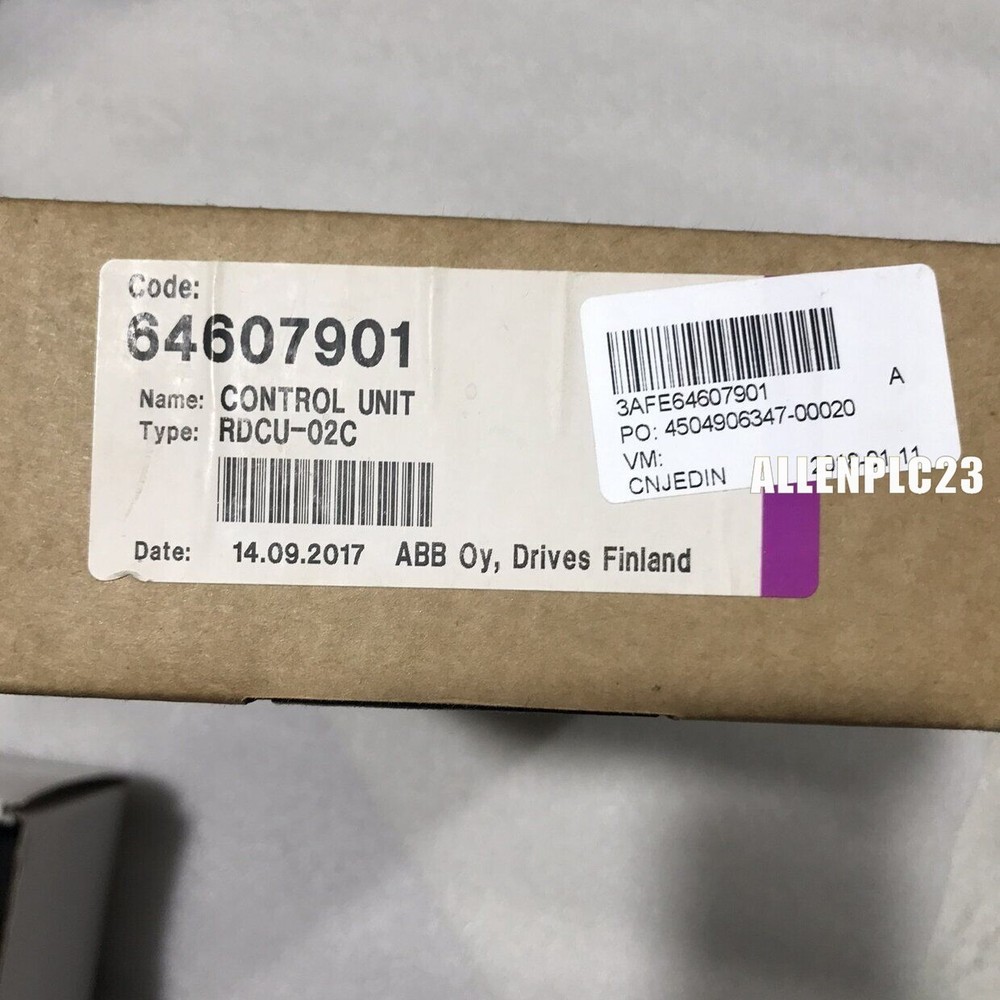 Code:
64607901
Name: CONTROL UNIT
Type: RDCU-02C
Date: 14.09.2017 ABB Oy, Drives Finland
3AFE64607901
A
PO: 4504906347-00020
VM:
CNJEDIN
ALLENPLC23